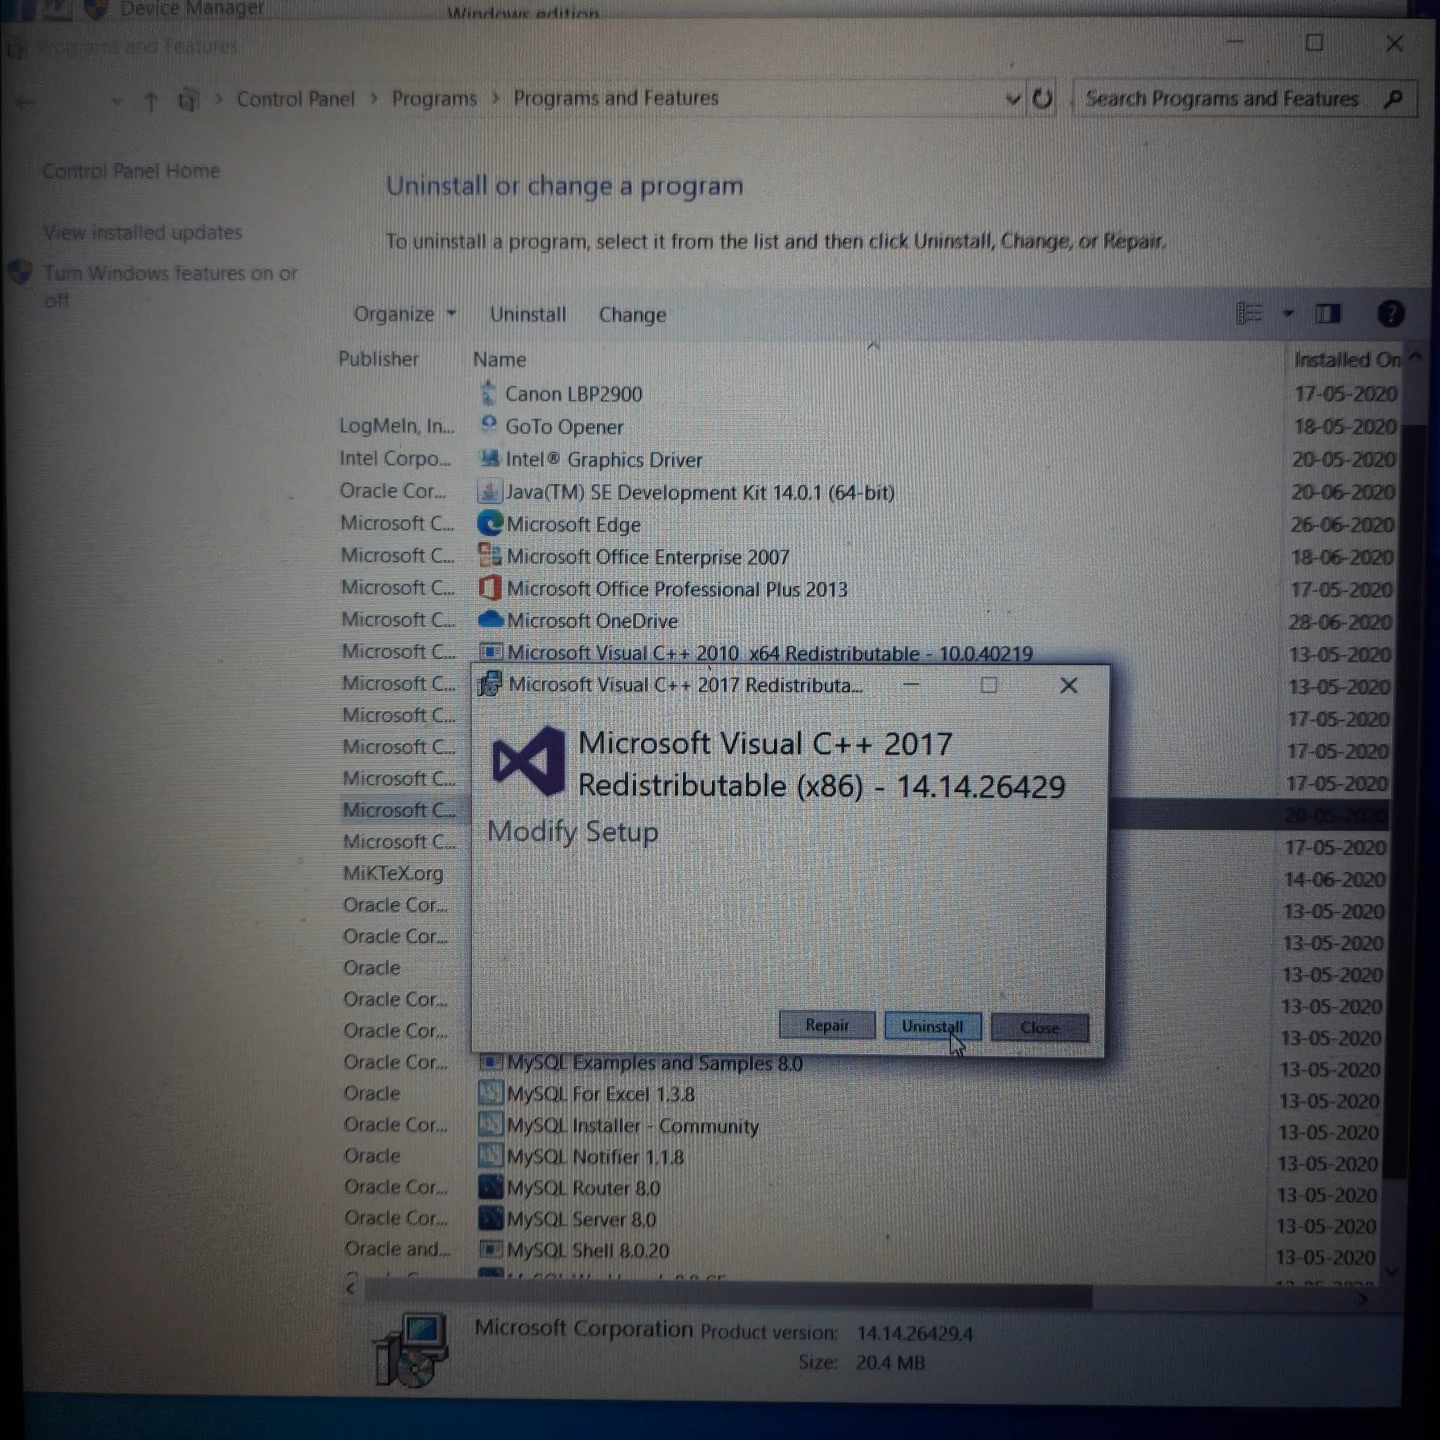 Device Manager
Windows edition
Programs and Features
Control Panel > Programs > Programs and Features
Search Programs and Features
Control Panel Home
View installed updates
Turn Windows features on or
off
Uninstall or change a program
To uninstall a program, select it from the list and then click Uninstall, Change, or Repair.
Organize Uninstall Change
Publisher Name Installed On
Canon LBP2900 17-05-2020
LogMeIn, In... GoTo Opener 18-05-2020
Intel Corpo... Intel® Graphics Driver 20-05-2020
Oracle Cor... Java(TM) SE Development Kit 14.0.1 (64-bit) 20-06-2020
Microsoft C... Microsoft Edge 26-06-2020
Microsoft C... Microsoft Office Enterprise 2007 18-06-2020
Microsoft C... Microsoft Office Professional Plus 2013 17-05-2020
Microsoft C... Microsoft OneDrive 28-06-2020
Microsoft C... Microsoft Visual C++ 2010 x64 Redistributable - 10.0.40219 13-05-2020
Microsoft C... 13-05-2020
Microsoft C... 17-05-2020
Microsoft C... 17-05-2020
Microsoft C... 17-05-2020
Microsoft C... 20-05-2020
Microsoft C... 17-05-2020
MiKTeX.org 14-06-2020
Oracle Cor... 13-05-2020
Oracle Cor... 13-05-2020
Oracle 13-05-2020
Oracle Cor... 13-05-2020
Oracle Cor... 13-05-2020
Oracle Cor... MySQL Examples and Samples 8.0 13-05-2020
Oracle MySQL For Excel 1.3.8 13-05-2020
Oracle Cor... MySQL Installer - Community 13-05-2020
Oracle MySQL Notifier 1.1.8 13-05-2020
Oracle Cor... MySQL Router 8.0 13-05-2020
Oracle Cor... MySQL Server 8.0 13-05-2020
Oracle and... MySQL Shell 8.0.20 13-05-2020
Microsoft Visual C++ 2017 Redistributa...
Microsoft Visual C++ 2017
Redistributable (x86) - 14.14.26429
Modify Setup
Repair Uninstall Close
Microsoft Corporation Product version: 14.14.26429.4
Size: 20.4 MB